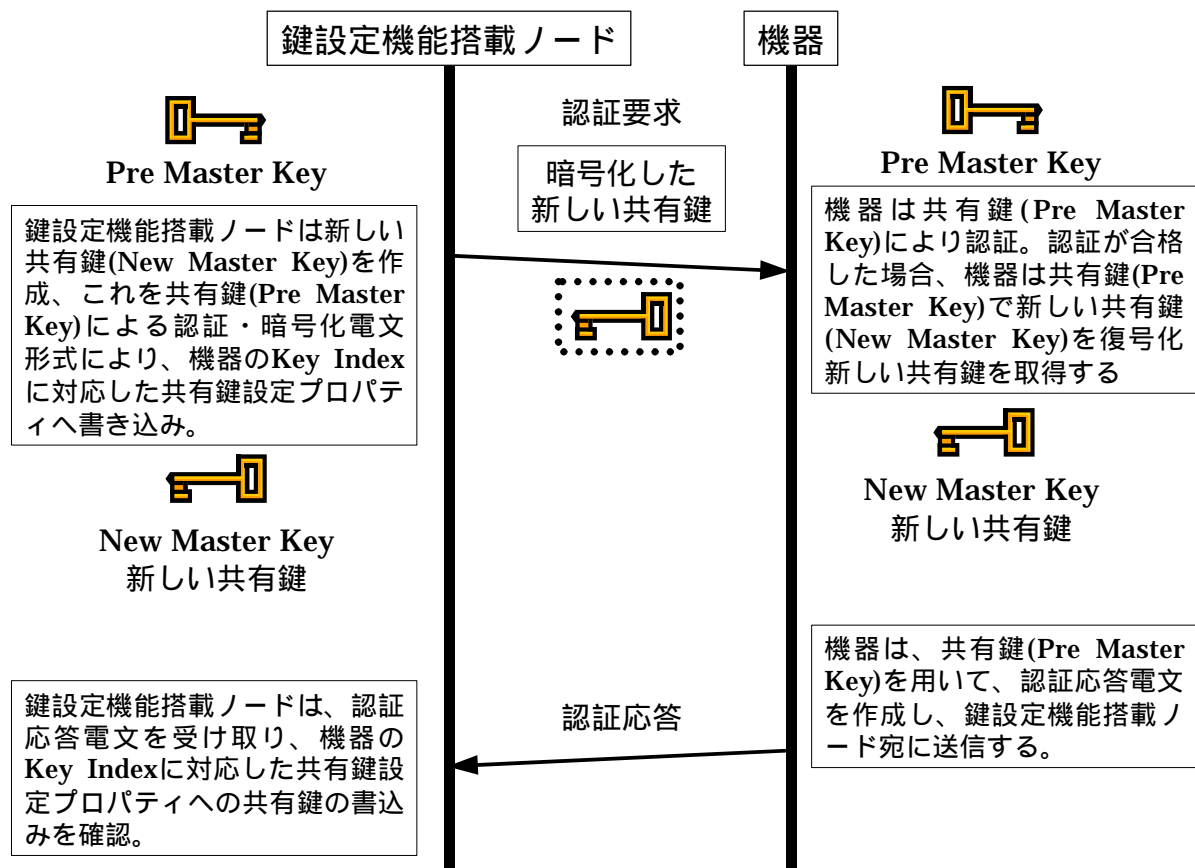 鍵設定機能搭載ノード
機器
認証要求
暗号化した
新しい共有鍵
Pre Master Key
鍵設定機能搭載ノードは新しい
共有鍵(New Master Key)を作
成、これを共有鍵(Pre Master
Key)による認証・暗号化電文
形式により、機器のKey Index
に対応した共有鍵設定プロパテ
ィへ書き込み。
New Master Key
新しい共有鍵
Pre Master Key
機器は共有鍵(Pre Master
Key)により認証。認証が合格
した場合、機器は共有鍵(Pre
Master Key)で新しい共有鍵
(New Master Key)を復号化
新しい共有鍵を取得する
New Master Key
新しい共有鍵
機器は、共有鍵(Pre Master
Key)を用いて、認証応答電文
を作成し、鍵設定機能搭載ノ
ード宛に送信する。
認証応答
鍵設定機能搭載ノードは、認証
応答電文を受け取り、機器の
Key Indexに対応した共有鍵設
定プロパティへの共有鍵の書込
みを確認。